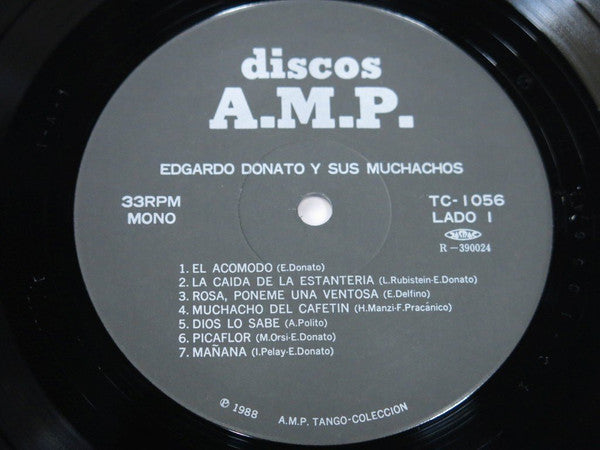 discos
A.M.P.
EDGARDO DONATO Y SUS MUCHACHOS
33RPM
MONO
TC-1056
LADO 1
R-390024
1. EL ACOMODO (E.Donato)
2. LA CAIDA DE LA ESTANTERIA (L.Rubistein-E.Donato)
3. ROSA, PONEME UNA VENTOSA (E.Delfino)
4. MUCHACHO DEL CAFETIN (H.Manzi-F.Pracánico)
5. DIOS LO SABE (A.Polito)
6. PICAFLOR (M.Orsi-E.Donato)
7. MAÑANA (I.Pelay-E.Donato)
℗ 1988 A.M.P. TANGO-COLECCION